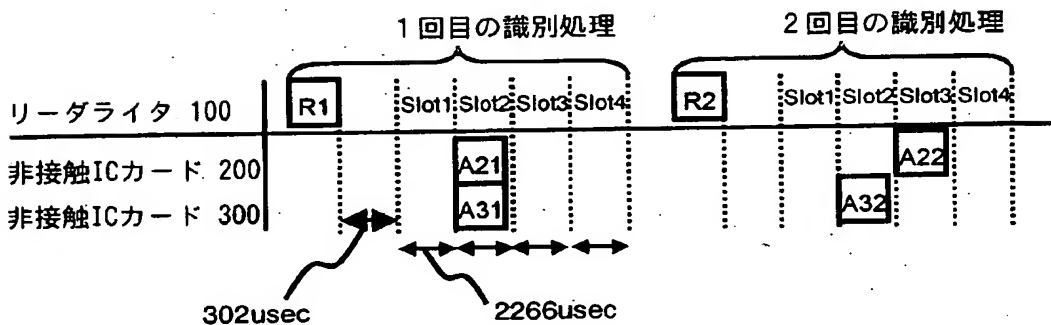 1回目の識別処理 2回目の識別処理
リーダライタ 100 R1 Slot1 Slot2 Slot3 Slot4 R2 Slot1 Slot2 Slot3 Slot4
非接触ICカード 200 A21 A22
非接触ICカード 300 A31 A32
302usec 2266usec